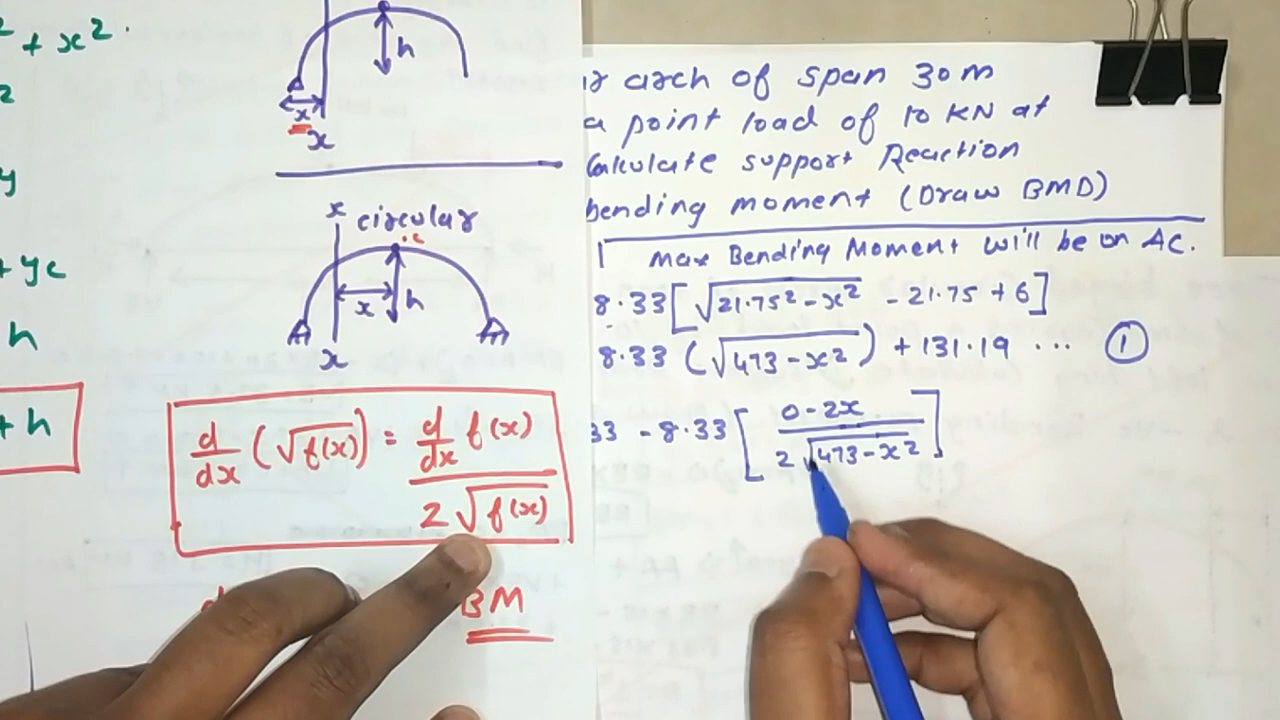 ² + x².
2
y
+ yc
h
+ h
h
x
x
x circular
c
x h
x
d/dx (√f(x)) = d/dx f(x) / 2√f(x)
BM
arch of span 30m
a point load of 10 KN at
Calculate support Reaction
bending moment (Draw BMD)
Max Bending Moment will be on AC.
8.33[√21.75² - x² - 21.75 + 6]
8.33 (√473 - x²) + 131.19 ... ①
33 - 8.33 [0 - 2x / 2√473 - x²]